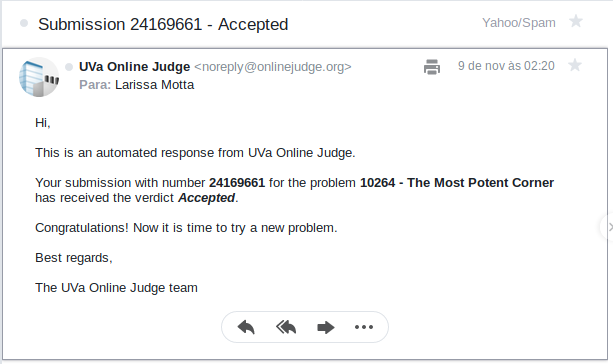 Submission 24169661 - Accepted
Yahoo/Spam
UVa Online Judge <noreply@onlinejudge.org>
9 de nov às 02:20
Para: Larissa Motta
Hi,
This is an automated response from UVa Online Judge.
Your submission with number 24169661 for the problem 10264 - The Most Potent Corner
has received the verdict Accepted.
Congratulations! Now it is time to try a new problem.
Best regards,
The UVa Online Judge team